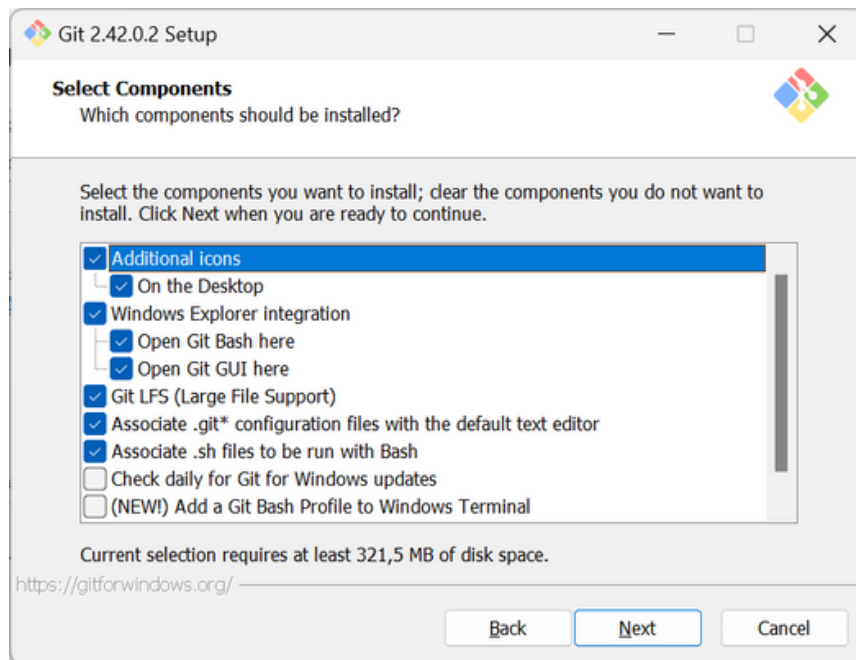 Git 2.42.0.2 Setup
Select Components
Which components should be installed?
Select the components you want to install; clear the components you do not want to
install. Click Next when you are ready to continue.
Additional icons
On the Desktop
Windows Explorer integration
Open Git Bash here
Open Git GUI here
Git LFS (Large File Support)
Associate .git* configuration files with the default text editor
Associate .sh files to be run with Bash
Check daily for Git for Windows updates
(NEW!) Add a Git Bash Profile to Windows Terminal
Current selection requires at least 321,5 MB of disk space.
https://gitforwindows.org/
Back Next Cancel